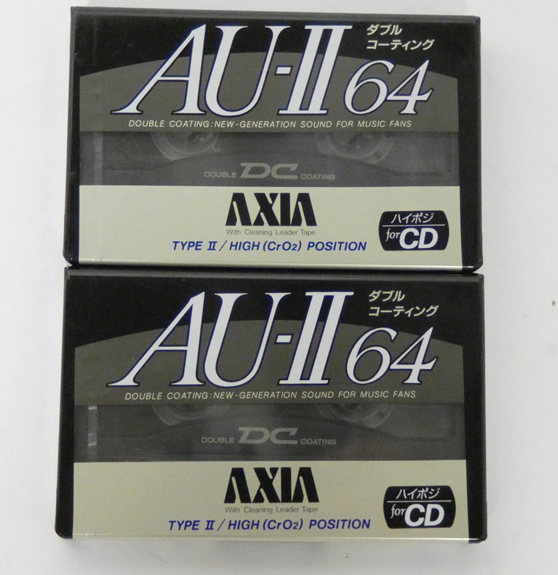 AU-II 64
ダブル
コーティング
DOUBLE COATING:NEW-GENERATION SOUND FOR MUSIC FANS
DOUBLE DC COATING
AXIA
With Cleaning Leader Tape
TYPE II / HIGH (CrO2) POSITION
ハイポジ
for CD
AU-II 64
ダブル
コーティング
DOUBLE COATING:NEW-GENERATION SOUND FOR MUSIC FANS
DOUBLE DC COATING
AXIA
With Cleaning Leader Tape
TYPE II / HIGH (CrO2) POSITION
ハイポジ
for CD